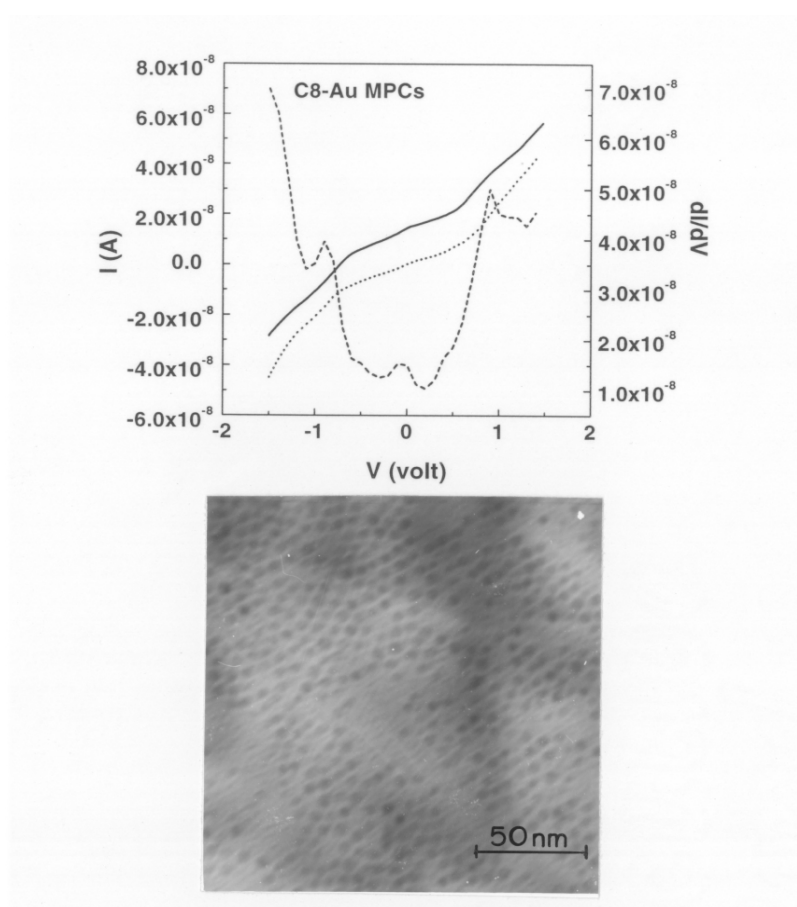 C8-Au MPCs
8.0x10⁻⁸
6.0x10⁻⁸
4.0x10⁻⁸
2.0x10⁻⁸
0.0
-2.0x10⁻⁸
-4.0x10⁻⁸
-6.0x10⁻⁸
I (A)
7.0x10⁻⁸
6.0x10⁻⁸
5.0x10⁻⁸
4.0x10⁻⁸
3.0x10⁻⁸
2.0x10⁻⁸
1.0x10⁻⁸
dI/dV
-2 -1 0 1 2
V (volt)
50nm